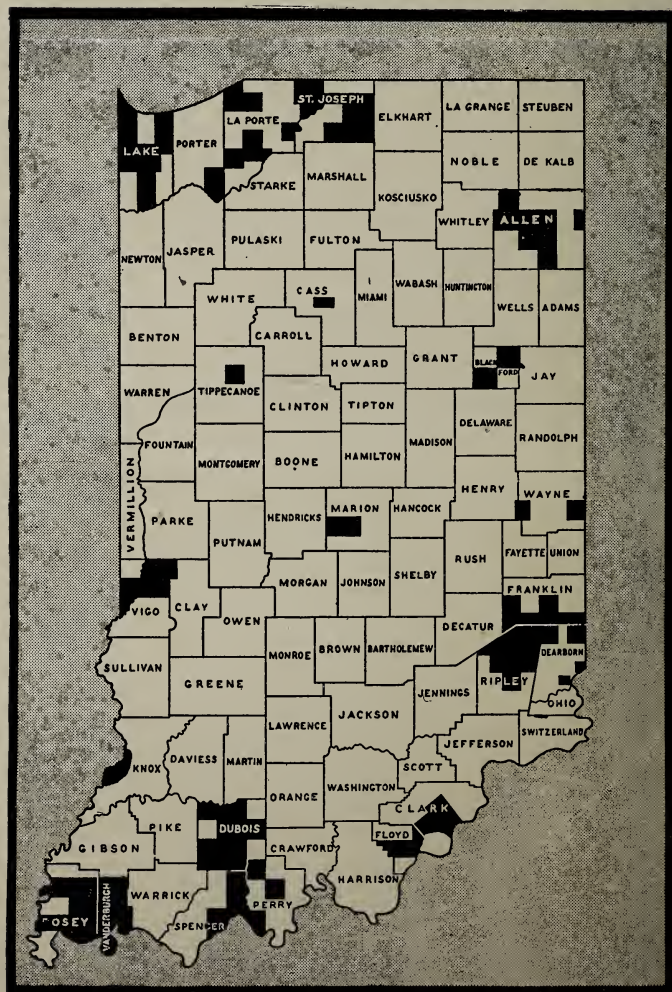 ST. JOSEPH
LA PORTE
LAKE
PORTER
ELKHART
LA GRANGE
STEUBEN
NOBLE
DE KALB
STARKE
MARSHALL
KOSCIUSKO
WHITLEY
ALLEN
NEWTON
JASPER
PULASKI
FULTON
WHITE
CASS
MIAMI
WABASH
HUNTINGTON
WELLS
ADAMS
BENTON
CARROLL
HOWARD
GRANT
BLACK
FORD
JAY
WARREN
TIPPECANOE
CLINTON
TIPTON
FOUNTAIN
MONTGOMERY
BOONE
HAMILTON
MADISON
DELAWARE
RANDOLPH
VERMILLION
PARKE
PUTNAM
HENDRICKS
MARION
HANCOCK
HENRY
WAYNE
RUSH
FAYETTE
UNION
MORGAN
JOHNSON
SHELBY
FRANKLIN
VIGO
CLAY
OWEN
DECATUR
DEARBORN
MONROE
BROWN
BARTHOLEMEW
SULLIVAN
GREENE
JENNINGS
RIPLEY
OHIO
LAWRENCE
JACKSON
SWITZERLAND
JEFFERSON
KNOX
DAVIESS
MARTIN
SCOTT
WASHINGTON
ORANGE
CLARK
PIKE
DUBOIS
FLOYD
GIBSON
CRAWFORD
HARRISON
POSEY
VANDERBURGH
WARRICK
SPENCER
PERRY